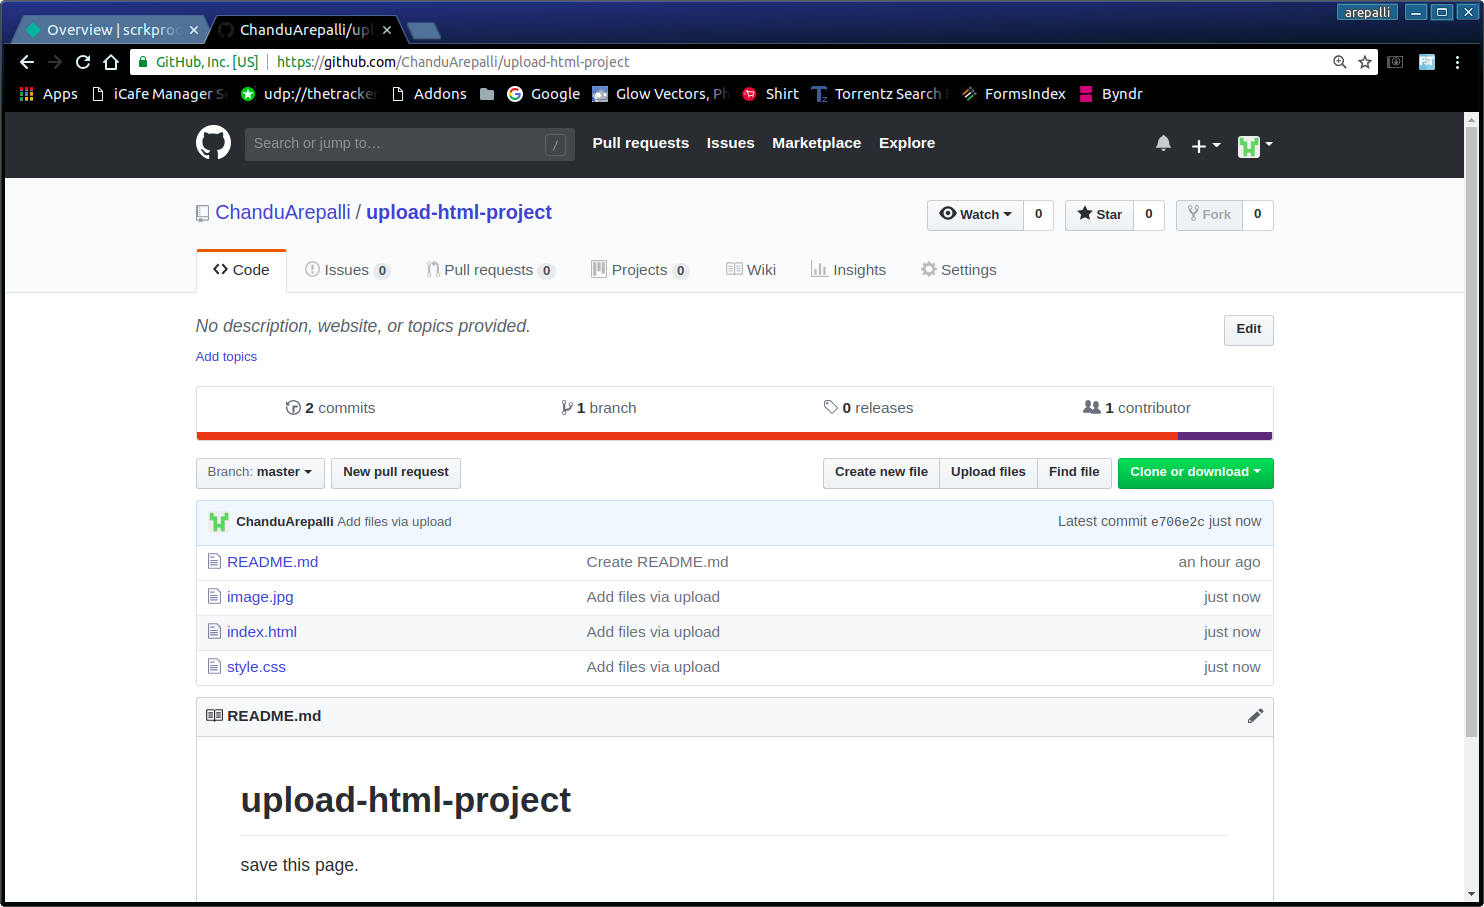 arepalli
Overview | scrkproc
ChanduArepalli/upl
GitHub, Inc. [US] | https://github.com/ChanduArepalli/upload-html-project
Apps iCafe Manager Se udp://thetracker Addons Google Glow Vectors, Ph Shirt Torrentz Search FormsIndex Byndr
Search or jump to… / Pull requests Issues Marketplace Explore
ChanduArepalli / upload-html-project Watch 0 Star 0 Fork 0
Code Issues 0 Pull requests 0 Projects 0 Wiki Insights Settings
No description, website, or topics provided. Edit
Add topics
2 commits 1 branch 0 releases 1 contributor
Branch: master New pull request Create new file Upload files Find file Clone or download
ChanduArepalli Add files via upload Latest commit e706e2c just now
README.md Create README.md an hour ago
image.jpg Add files via upload just now
index.html Add files via upload just now
style.css Add files via upload just now
README.md
upload-html-project
save this page.